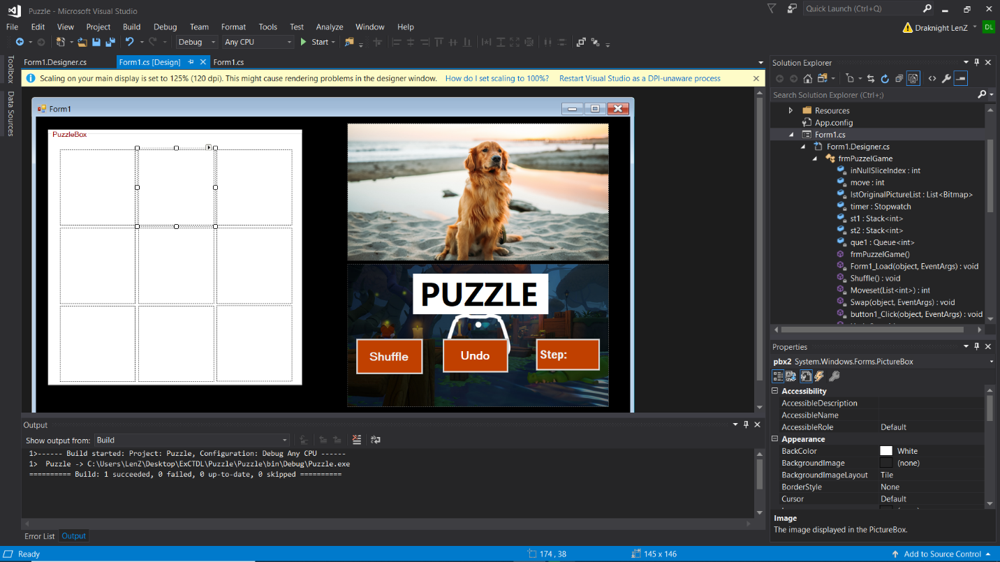 Puzzle - Microsoft Visual Studio
Quick Launch (Ctrl+Q)
File Edit View Project Build Debug Team Format Tools Test Analyze Window Help
Draknight LenZ DL
Debug Any CPU Start
Toolbox
Data Sources
Form1.Designer.cs Form1.cs [Design] Form1.cs
Scaling on your main display is set to 125% (120 dpi). This might cause rendering problems in the designer window. How do I set scaling to 100%? Restart Visual Studio as a DPI-unaware process
Form1
PuzzleBox
PUZZLE
Shuffle
Undo
Step:
Output
Show output from: Build
1>------ Build started: Project: Puzzle, Configuration: Debug Any CPU ------
1> Puzzle -> C:\Users\LenZ\Desktop\ExCTDL\Puzzle\Puzzle\bin\Debug\Puzzle.exe
========== Build: 1 succeeded, 0 failed, 0 up-to-date, 0 skipped ==========
Error List Output
Solution Explorer
Search Solution Explorer (Ctrl+;)
Resources
App.config
Form1.cs
Form1.Designer.cs
frmPuzzelGame
inNullSliceIndex : int
move : int
lstOriginalPictureList : List<Bitmap>
timer : Stopwatch
st1 : Stack<int>
st2 : Stack<int>
que1 : Queue<int>
frmPuzzelGame()
Form1_Load(object, EventArgs) : void
Shuffle() : void
Moveset(List<int>) : int
Swap(object, EventArgs) : void
button1_Click(object, EventArgs) : void
Properties
pbx2 System.Windows.Forms.PictureBox
Accessibility
AccessibleDescription
AccessibleName
AccessibleRole Default
Appearance
BackColor White
BackgroundImage (none)
BackgroundImageLayout Tile
BorderStyle None
Cursor Default
Image
The image displayed in the PictureBox.
Ready 174 , 38 145 x 146 Add to Source Control